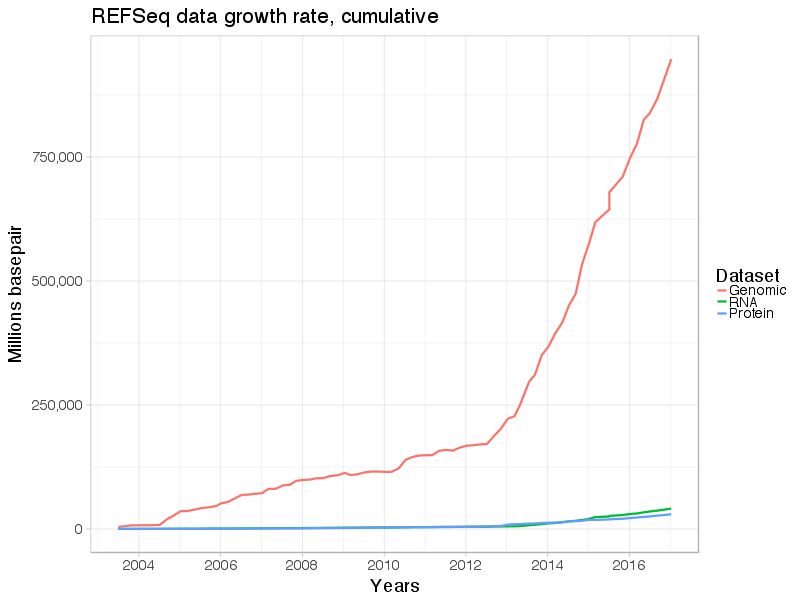 REFSeq data growth rate, cumulative
750,000
500,000
250,000
0
Millions basepair
2004 2006 2008 2010 2012 2014 2016
Years
Dataset
Genomic
RNA
Protein